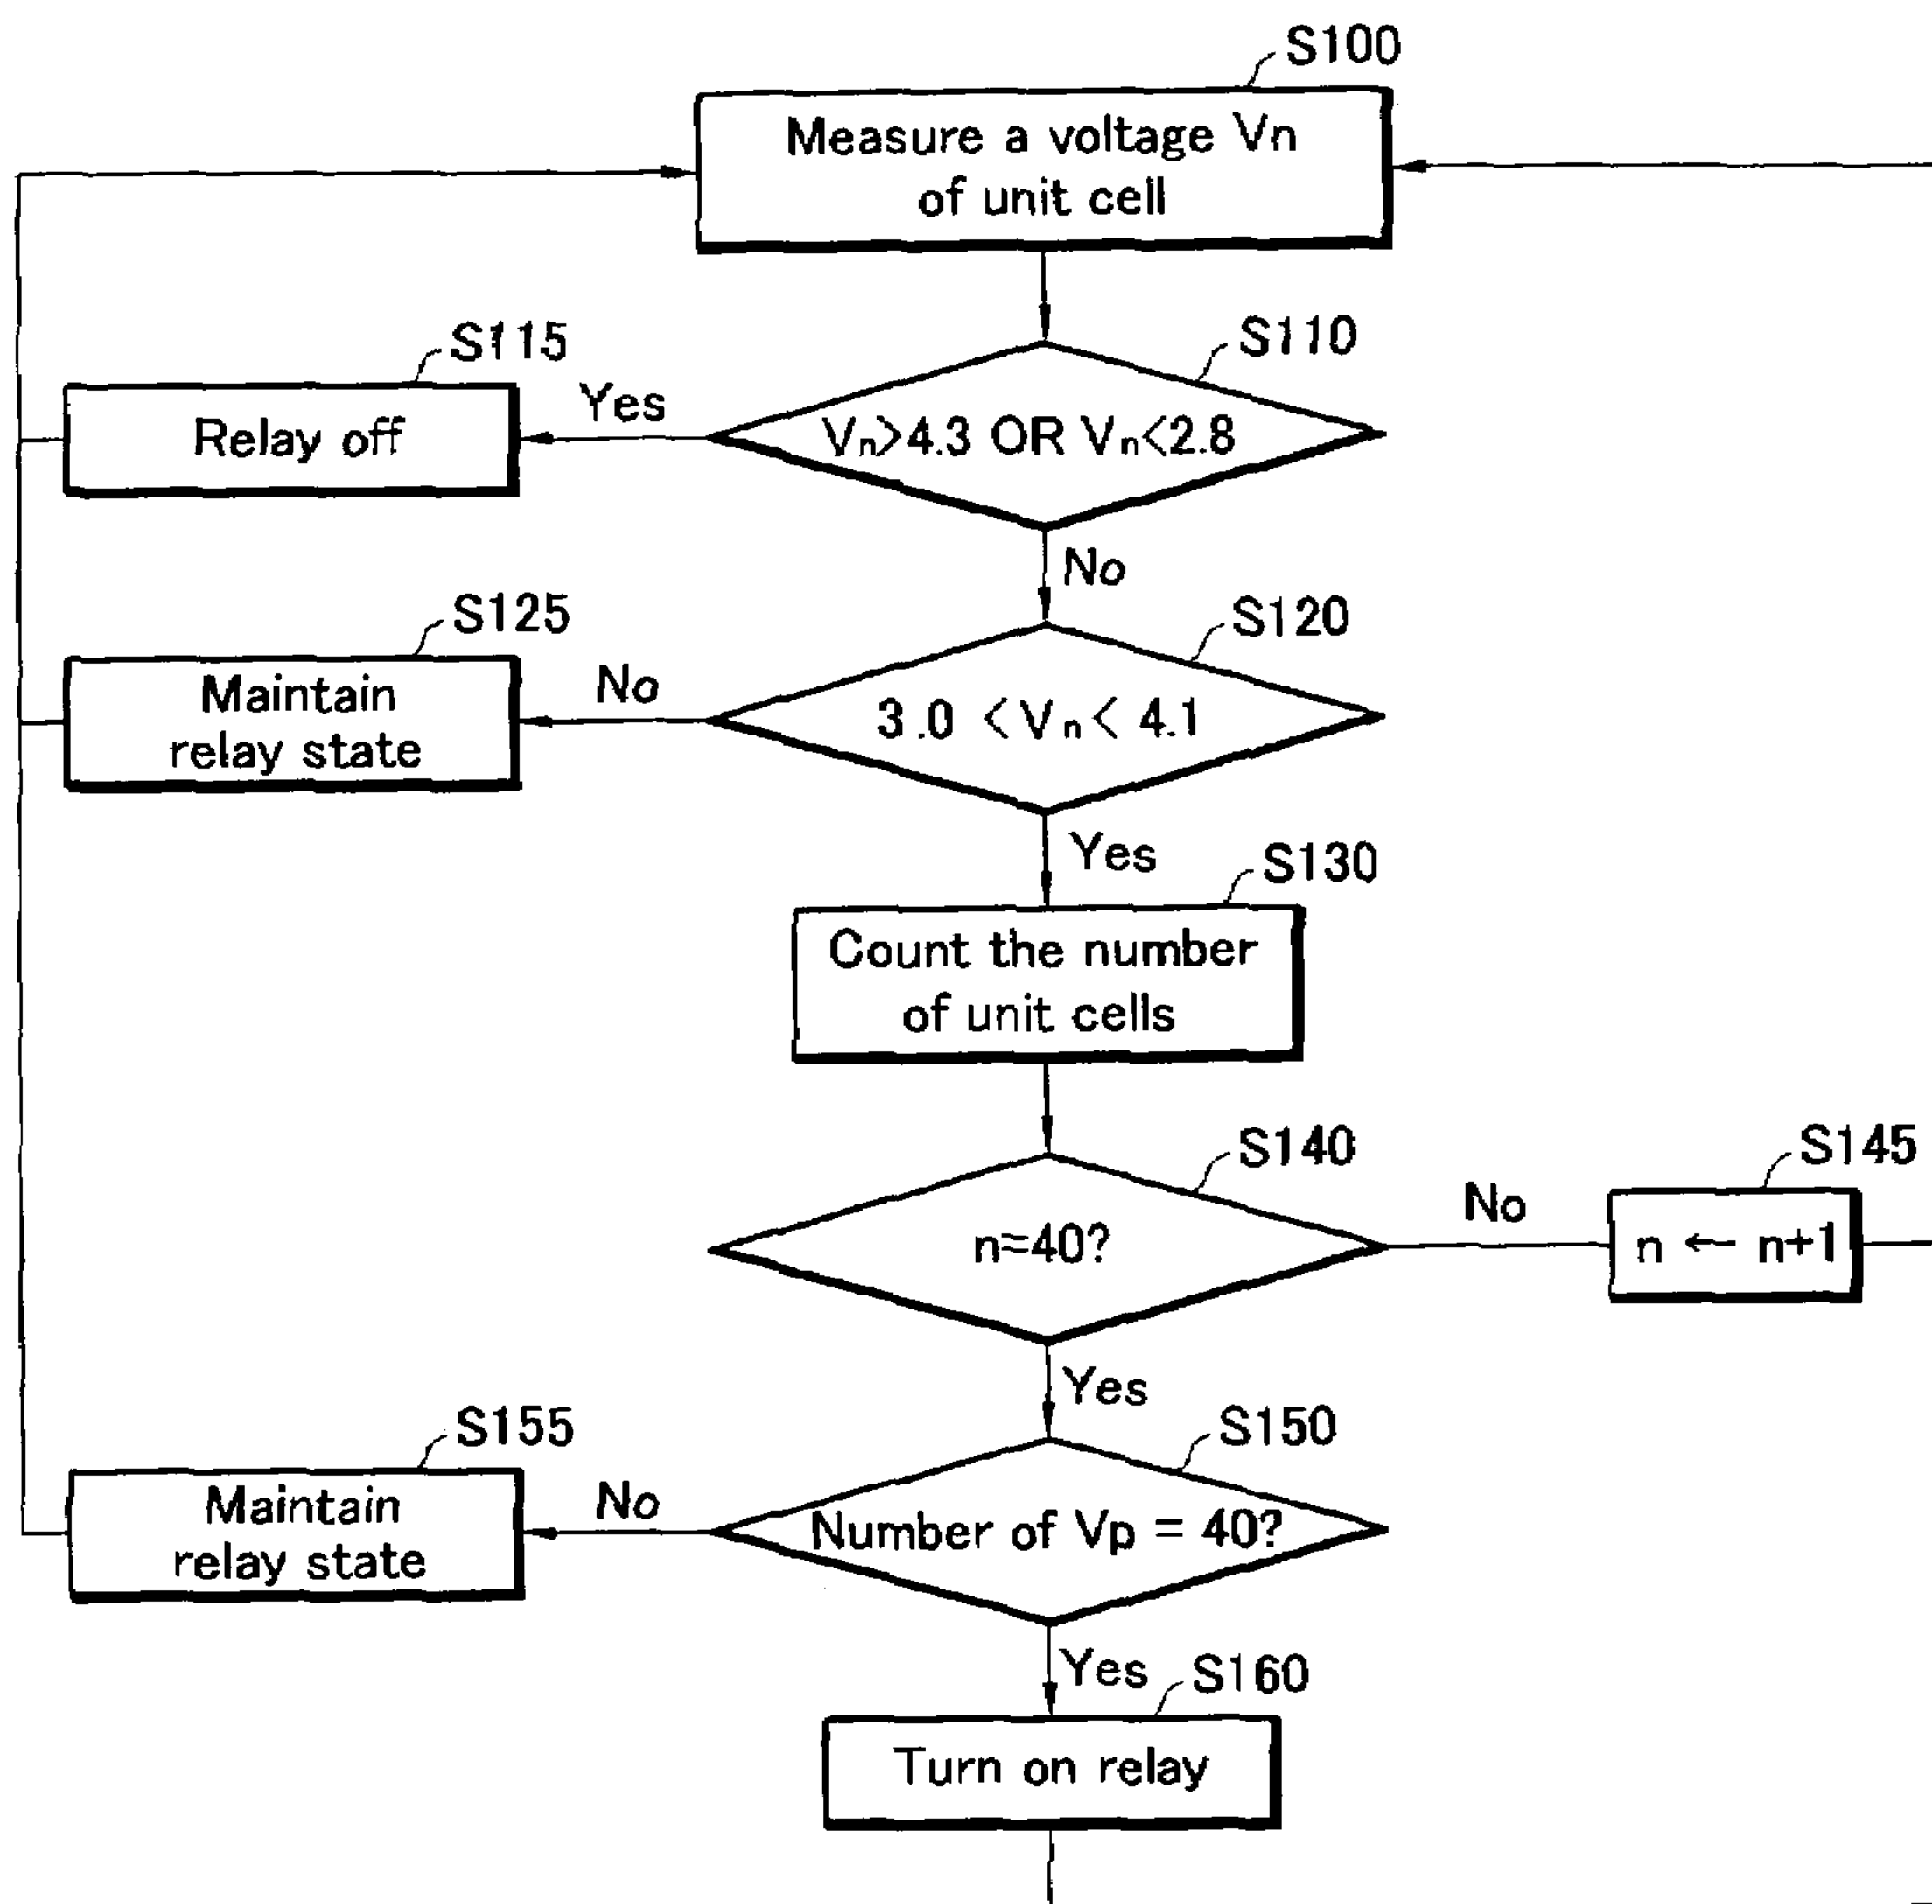 S100
Measure a voltage Vn
of unit cell
S115
S110
Relay off
Yes
Vn>4.3 OR Vn<2.8
No
S125
S120
Maintain
relay state
No
3.0 < Vn < 4.1
Yes
S130
Count the number
of unit cells
S140
S145
n=40?
No
n ← n+1
Yes
S155
S150
Maintain
relay state
No
Number of Vp = 40?
Yes
S160
Turn on relay